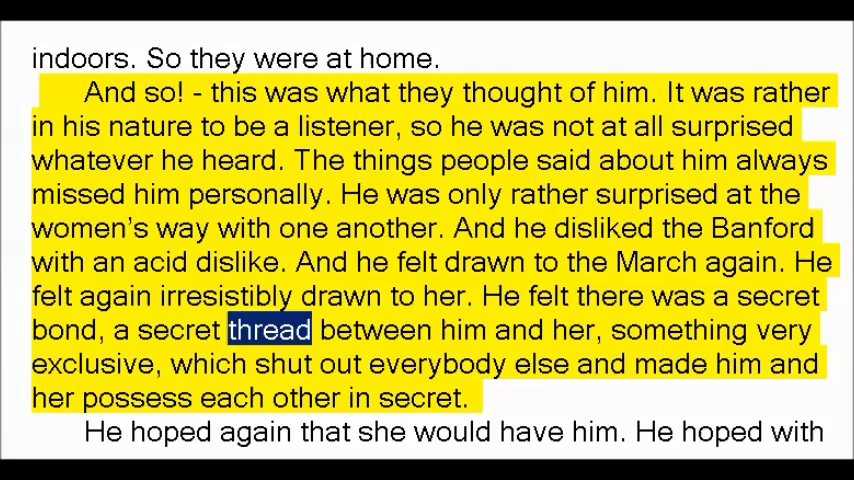 indoors. So they were at home.
And so! - this was what they thought of him. It was rather
in his nature to be a listener, so he was not at all surprised
whatever he heard. The things people said about him always
missed him personally. He was only rather surprised at the
women's way with one another. And he disliked the Banford
with an acid dislike. And he felt drawn to the March again. He
felt again irresistibly drawn to her. He felt there was a secret
bond, a secret thread between him and her, something very
exclusive, which shut out everybody else and made him and
her possess each other in secret.
He hoped again that she would have him. He hoped with